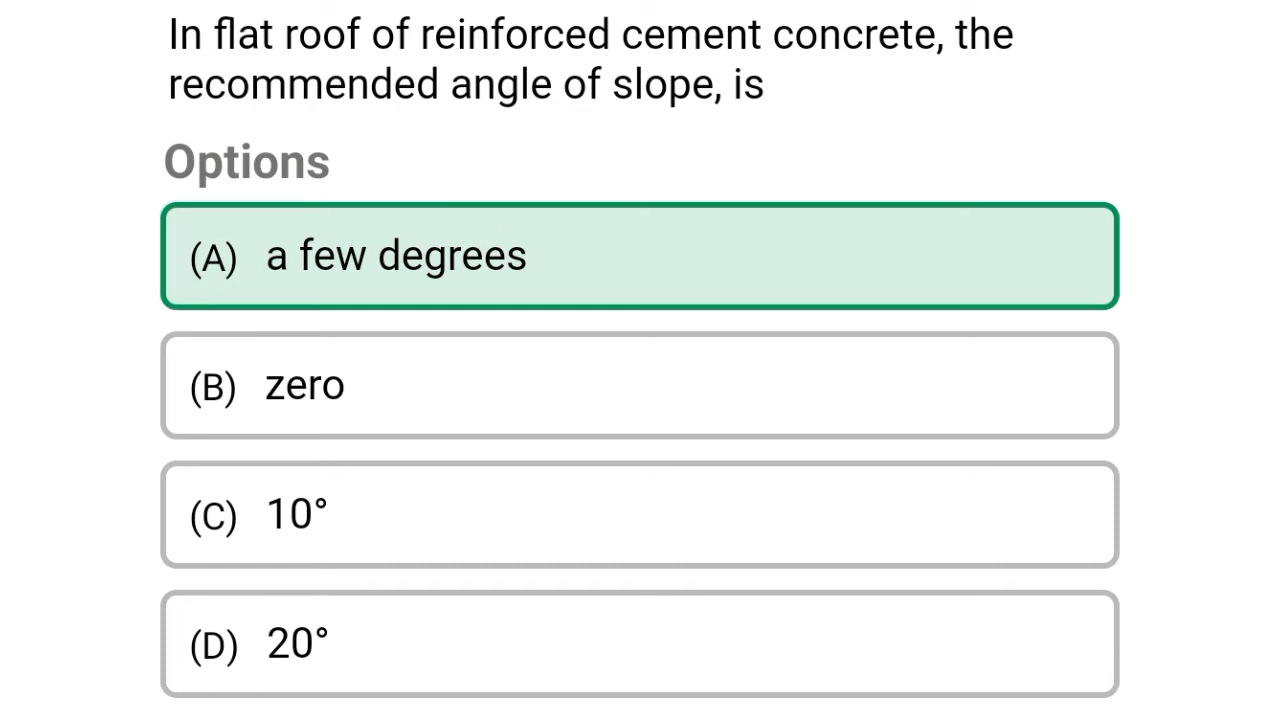 In flat roof of reinforced cement concrete, the
recommended angle of slope, is
Options
(A) a few degrees
(B) zero
(C) 10°
(D) 20°